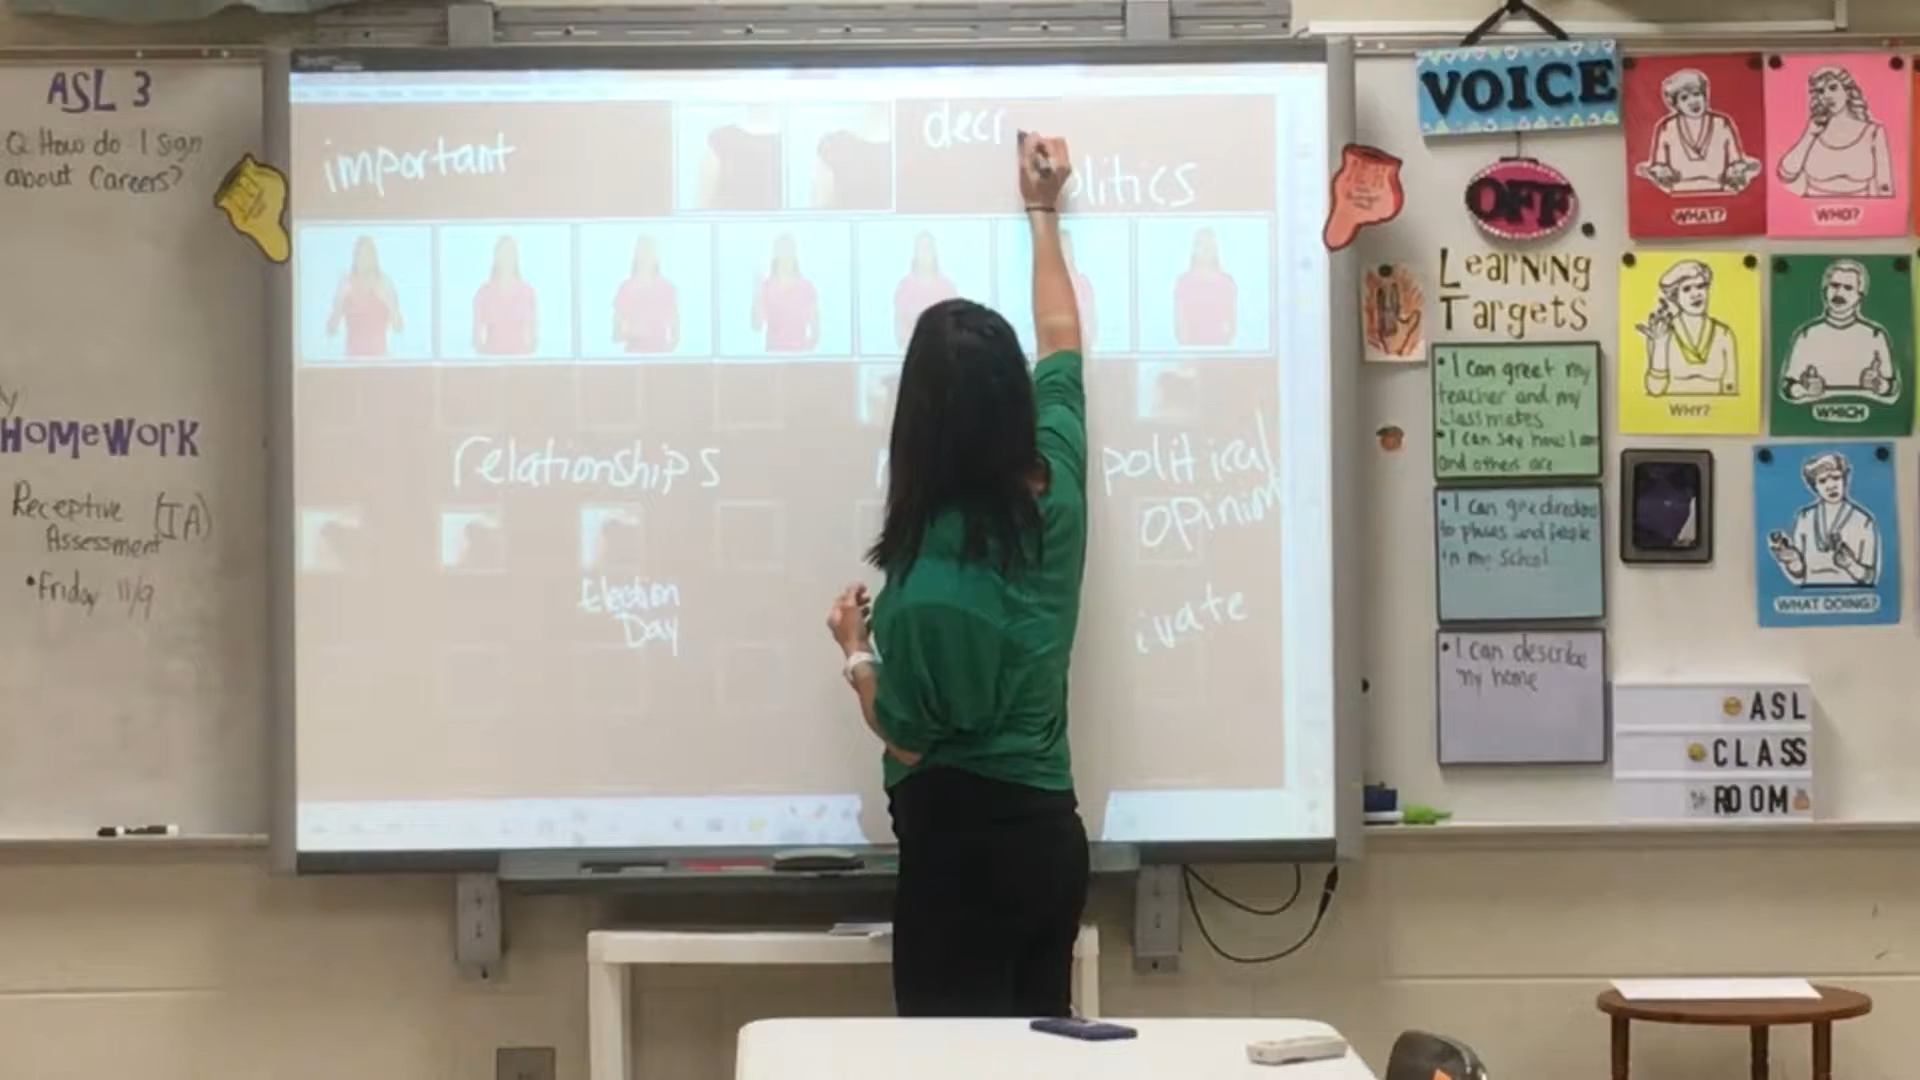 ASL 3
Q: How do I sign
about Careers?
HOMEWORK
Receptive (IA)
Assessment
• Friday 11/9
important
decr
olitics
relationships
political
opinion
Election
Day
ivate
VOICE
OFF
Learning
Targets
• I can greet my
teacher and my
classmates.
• I can say how I am
and others are
• I can give directions
to places and people
in my school
• I can describe
my home
WHAT?
WHO?
WHY?
WHICH
WHAT DOING?
ASL
CLASS
ROOM